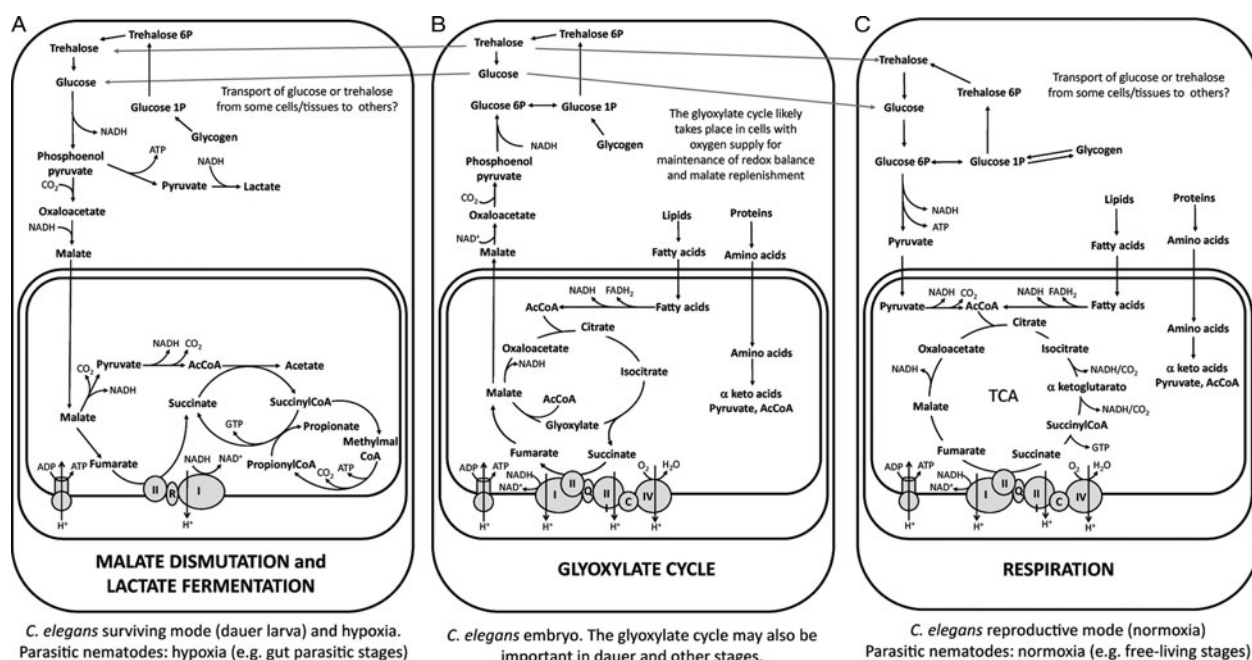 A
Trehalose 6P
Trehalose
Glucose
Transport of glucose or trehalose
from some cells/tissues to others?
Glucose 1P
NADH
Glycogen
ATP
NADH
Phosphoenol
pyruvate
Pyruvate
Lactate
CO₂
Oxaloacetate
NADH
Malate
NADH CO₂
Pyruvate
AcCoA
Acetate
CO₂
NADH
Succinate
SuccinylCoA
Malate
GTP
Propionate
Methylmal
CoA
Fumarate
NADH
NAD⁺
PropionylCoA
CO₂
ATP
ADP
ATP
II
R
I
H⁺
H⁺
MALATE DISMUTATION and
LACTATE FERMENTATION
C. elegans surviving mode (dauer larva) and hypoxia.
Parasitic nematodes: hypoxia (e.g. gut parasitic stages)
B
Trehalose 6P
Trehalose
Glucose
Glucose 6P
Glucose 1P
The glyoxylate cycle likely
takes place in cells with
oxygen supply for
maintenance of redox balance
and malate replenishment
NADH
Glycogen
Phosphoenol
pyruvate
CO₂
Oxaloacetate
Lipids
Proteins
NAD⁺
Malate
Fatty acids
Amino acids
NADH FADH₂
AcCoA
Fatty acids
Citrate
Oxaloacetate
NADH
Isocitrate
Amino acids
Malate
AcCoA
α keto acids
Pyruvate, AcCoA
Glyoxylate
Fumarate
Succinate
ADP
ATP
NADH
NAD⁺
O₂
H₂O
I
II
Q
II
I
C
IV
H⁺
H⁺
H⁺
H⁺
GLYOXYLATE CYCLE
C. elegans embryo. The glyoxylate cycle may also be
important in dauer and other stages.
C
Trehalose
Transport of glucose or trehalose
from some cells/tissues to others?
Trehalose 6P
Glucose
Glycogen
Glucose 6P
Glucose 1P
NADH
ATP
Lipids
Proteins
Pyruvate
Fatty acids
Amino acids
NADH CO₂
NADH FADH₂
Pyruvate
AcCoA
Fatty acids
Citrate
Oxaloacetate
Isocitrate
Amino acids
NADH
NADH/CO₂
TCA
α ketoglutarato
α keto acids
Pyruvate, AcCoA
Malate
NADH/CO₂
SuccinylCoA
GTP
Fumarate
Succinate
ADP
ATP
NADH
NAD⁺
O₂
H₂O
I
II
Q
II
I
C
IV
H⁺
H⁺
H⁺
H⁺
RESPIRATION
C. elegans reproductive mode (normoxia)
Parasitic nematodes: normoxia (e.g. free-living stages)